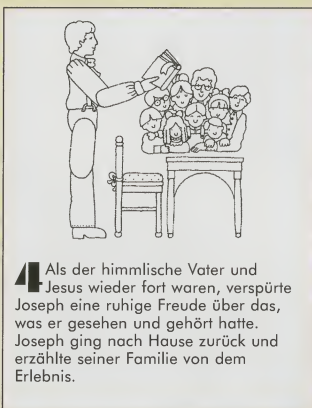 4 Als der himmlische Vater und
Jesus wieder fort waren, verspürte
Joseph eine ruhige Freude über das,
was er gesehen und gehört hatte.
Joseph ging nach Hause zurück und
erzählte seiner Familie von dem
Erlebnis.